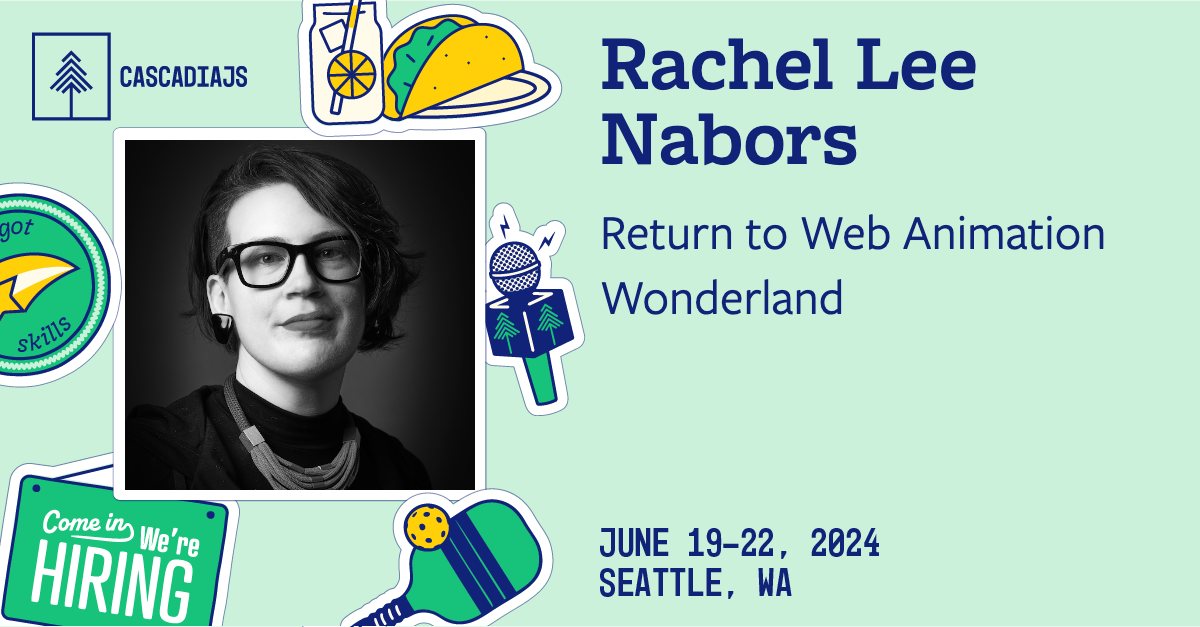 CASCADIAJS
Rachel Lee
Nabors
Return to Web Animation
Wonderland
got
skills
Come in
We're
HIRING
JUNE 19–22, 2024
SEATTLE, WA